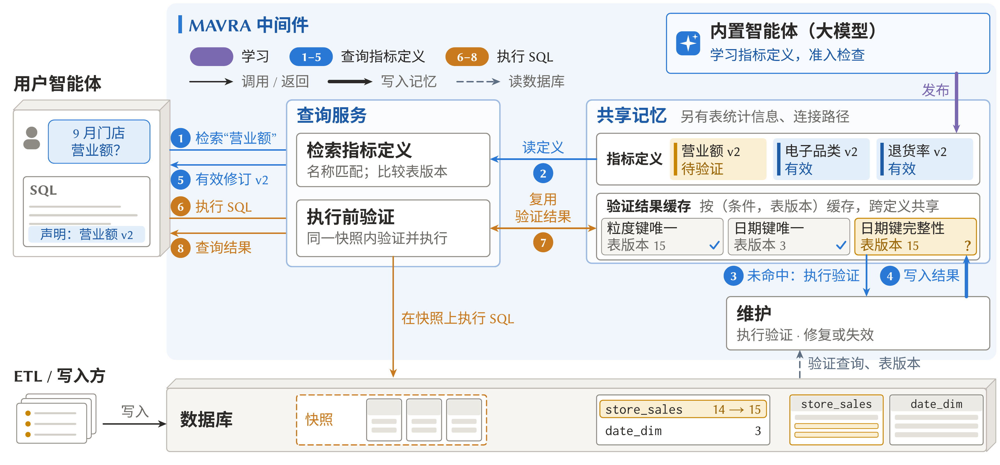 MAVRA 中间件
学习
1–5 查询指标定义
6–8 执行 SQL
调用 / 返回
写入记忆
读数据库
内置智能体（大模型）
学习指标定义，准入检查
发布
用户智能体
9 月门店
营业额？
SQL
声明：营业额 v2
1 检索“营业额”
5 有效修订 v2
6 执行 SQL
8 查询结果
查询服务
检索指标定义
名称匹配；比较表版本
执行前验证
同一快照内验证并执行
读定义
2
复用
验证结果
7
共享记忆 另有表统计信息、连接路径
指标定义
营业额 v2
待验证
电子品类 v2
有效
退货率 v2
有效
验证结果缓存 按（条件，表版本）缓存，跨定义共享
粒度键唯一
表版本 15
日期键唯一
表版本 3
日期键完整性
表版本 15 ?
3 未命中：执行验证
4 写入结果
维护
执行验证 · 修复或失效
在快照上执行 SQL
验证查询、表版本
ETL / 写入方
写入
数据库
快照
store_sales 14 → 15
date_dim 3
store_sales
date_dim